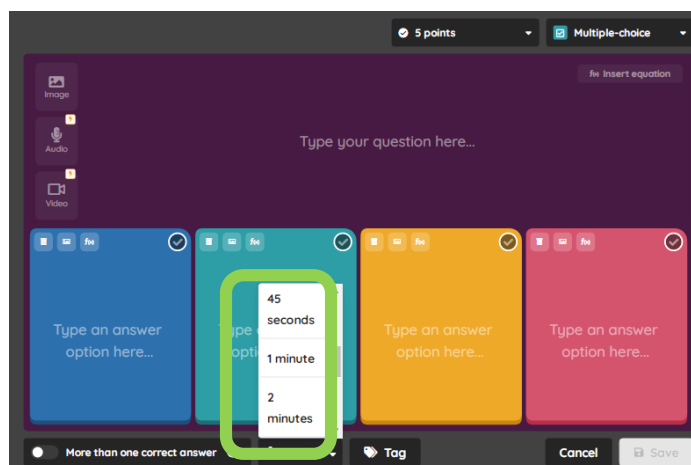 5 points
Multiple-choice
Image
f(x) Insert equation
Audio
Type your question here...
Video
Type an answer
option here...
Type
opti
Type an answer
option here...
Type an answer
option here...
45
seconds
1 minute
2
minutes
More than one correct answer
Tag
Cancel
Save